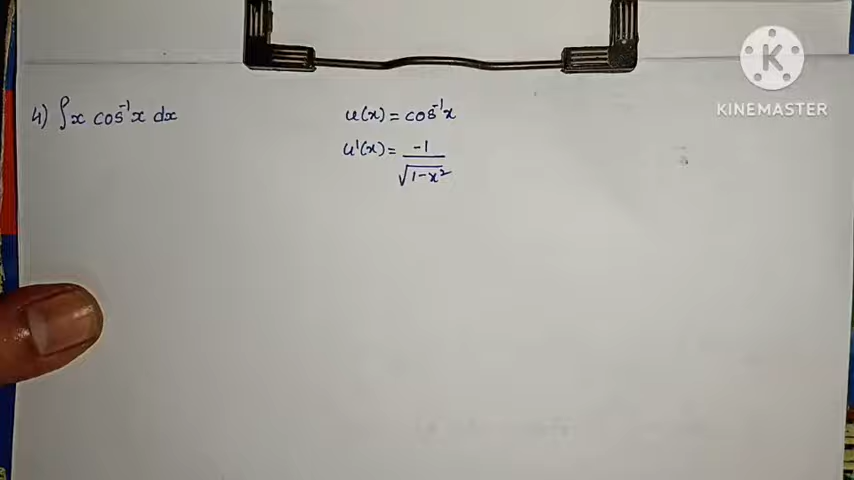 4) ∫x cos⁻¹x dx
u(x) = cos⁻¹x
u'(x) = -1/√(1-x²)
KINEMASTER